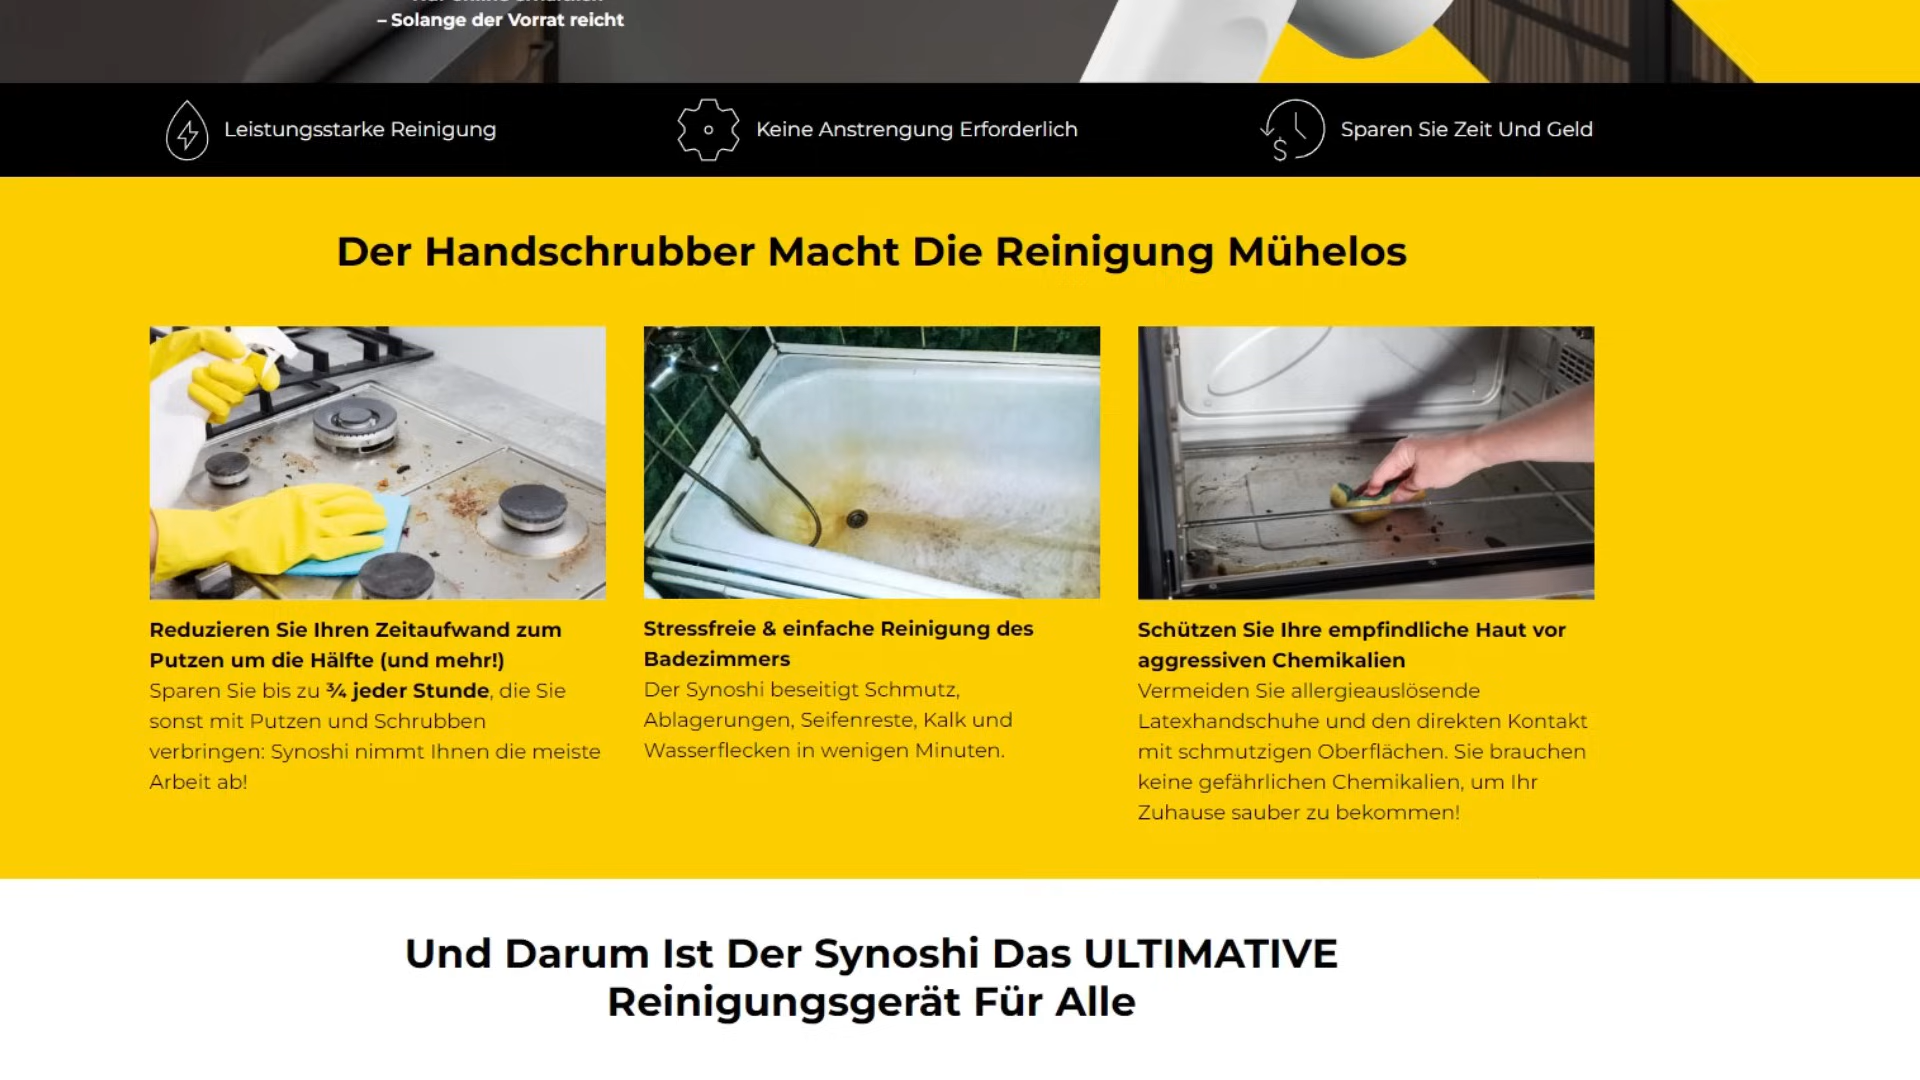 – Solange der Vorrat reicht
Leistungsstarke Reinigung
Keine Anstrengung Erforderlich
Sparen Sie Zeit Und Geld
Der Handschrubber Macht Die Reinigung Mühelos
Reduzieren Sie Ihren Zeitaufwand zum
Putzen um die Hälfte (und mehr!)
Sparen Sie bis zu ¾ jeder Stunde, die Sie
sonst mit Putzen und Schrubben
verbringen: Synoshi nimmt Ihnen die meiste
Arbeit ab!
Stressfreie & einfache Reinigung des
Badezimmers
Der Synoshi beseitigt Schmutz,
Ablagerungen, Seifenreste, Kalk und
Wasserflecken in wenigen Minuten.
Schützen Sie Ihre empfindliche Haut vor
aggressiven Chemikalien
Vermeiden Sie allergieauslösende
Latexhandschuhe und den direkten Kontakt
mit schmutzigen Oberflächen. Sie brauchen
keine gefährlichen Chemikalien, um Ihr
Zuhause sauber zu bekommen!
Und Darum Ist Der Synoshi Das ULTIMATIVE
Reinigungsgerät Für Alle